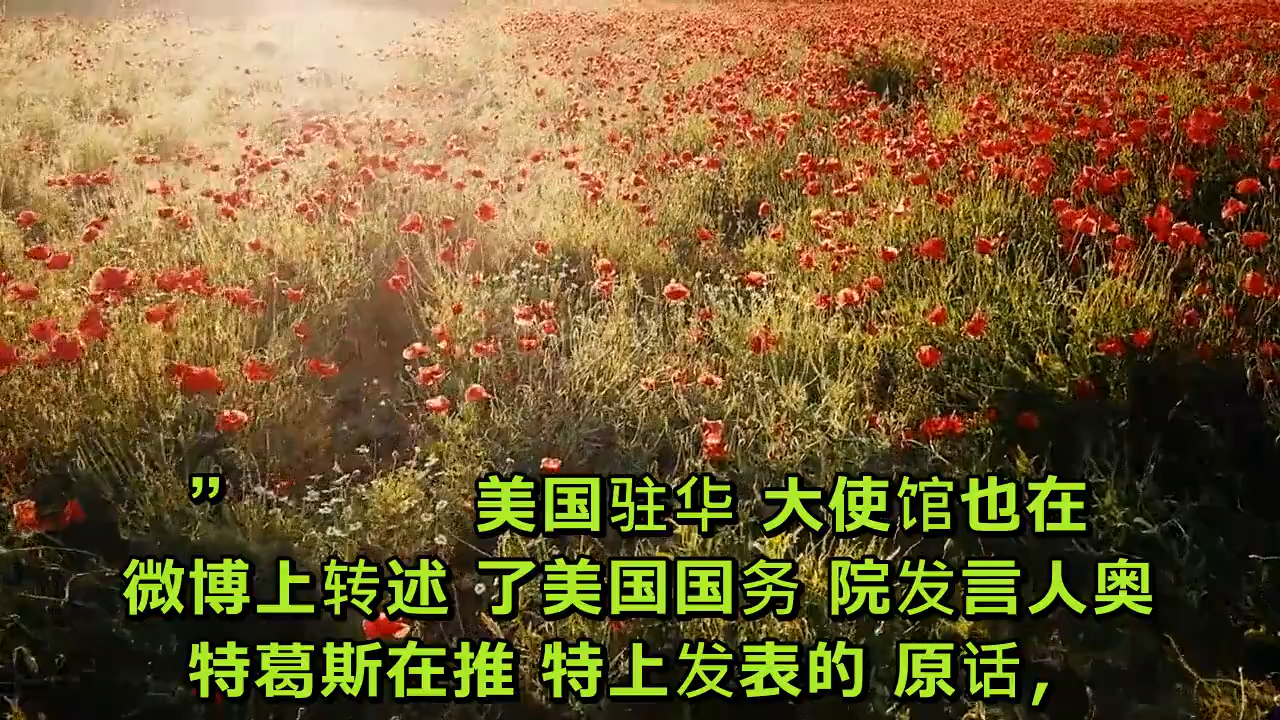 ” 美国驻华 大使馆也在
微博上转述 了美国国务 院发言人奥
特葛斯在推 特上发表的 原话，